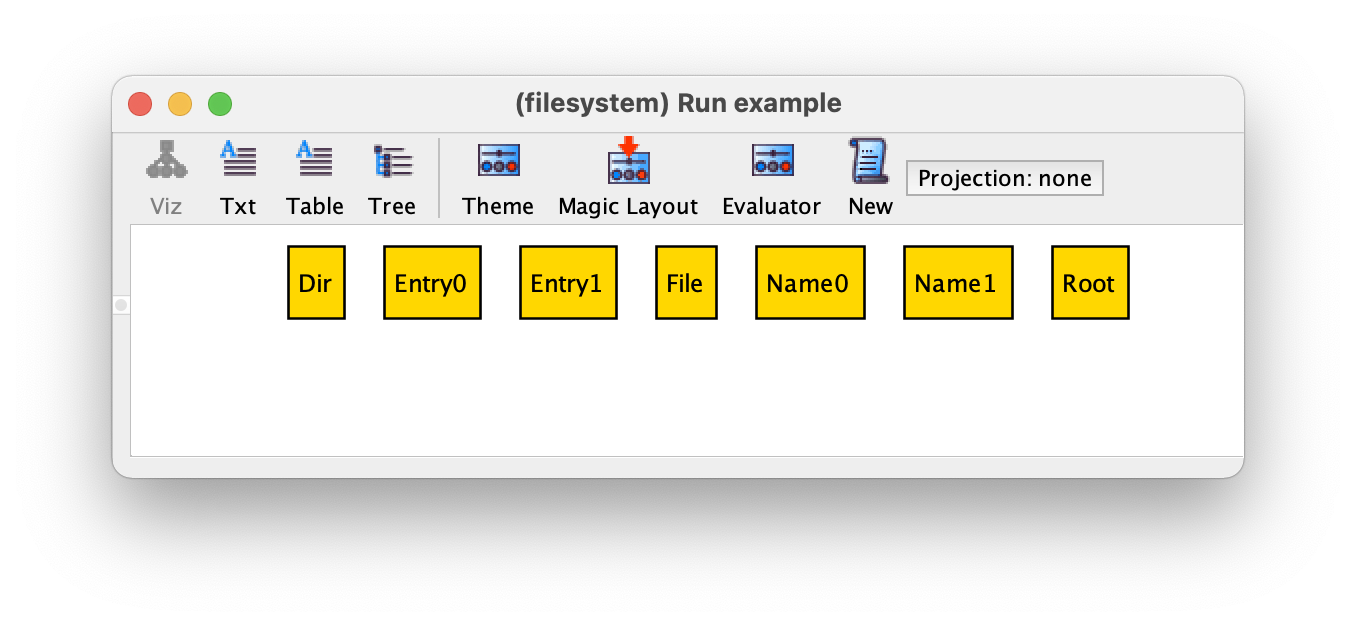 (filesystem) Run example
Viz Txt Table Tree Theme Magic Layout Evaluator New Projection: none
Dir Entry0 Entry1 File Name0 Name1 Root